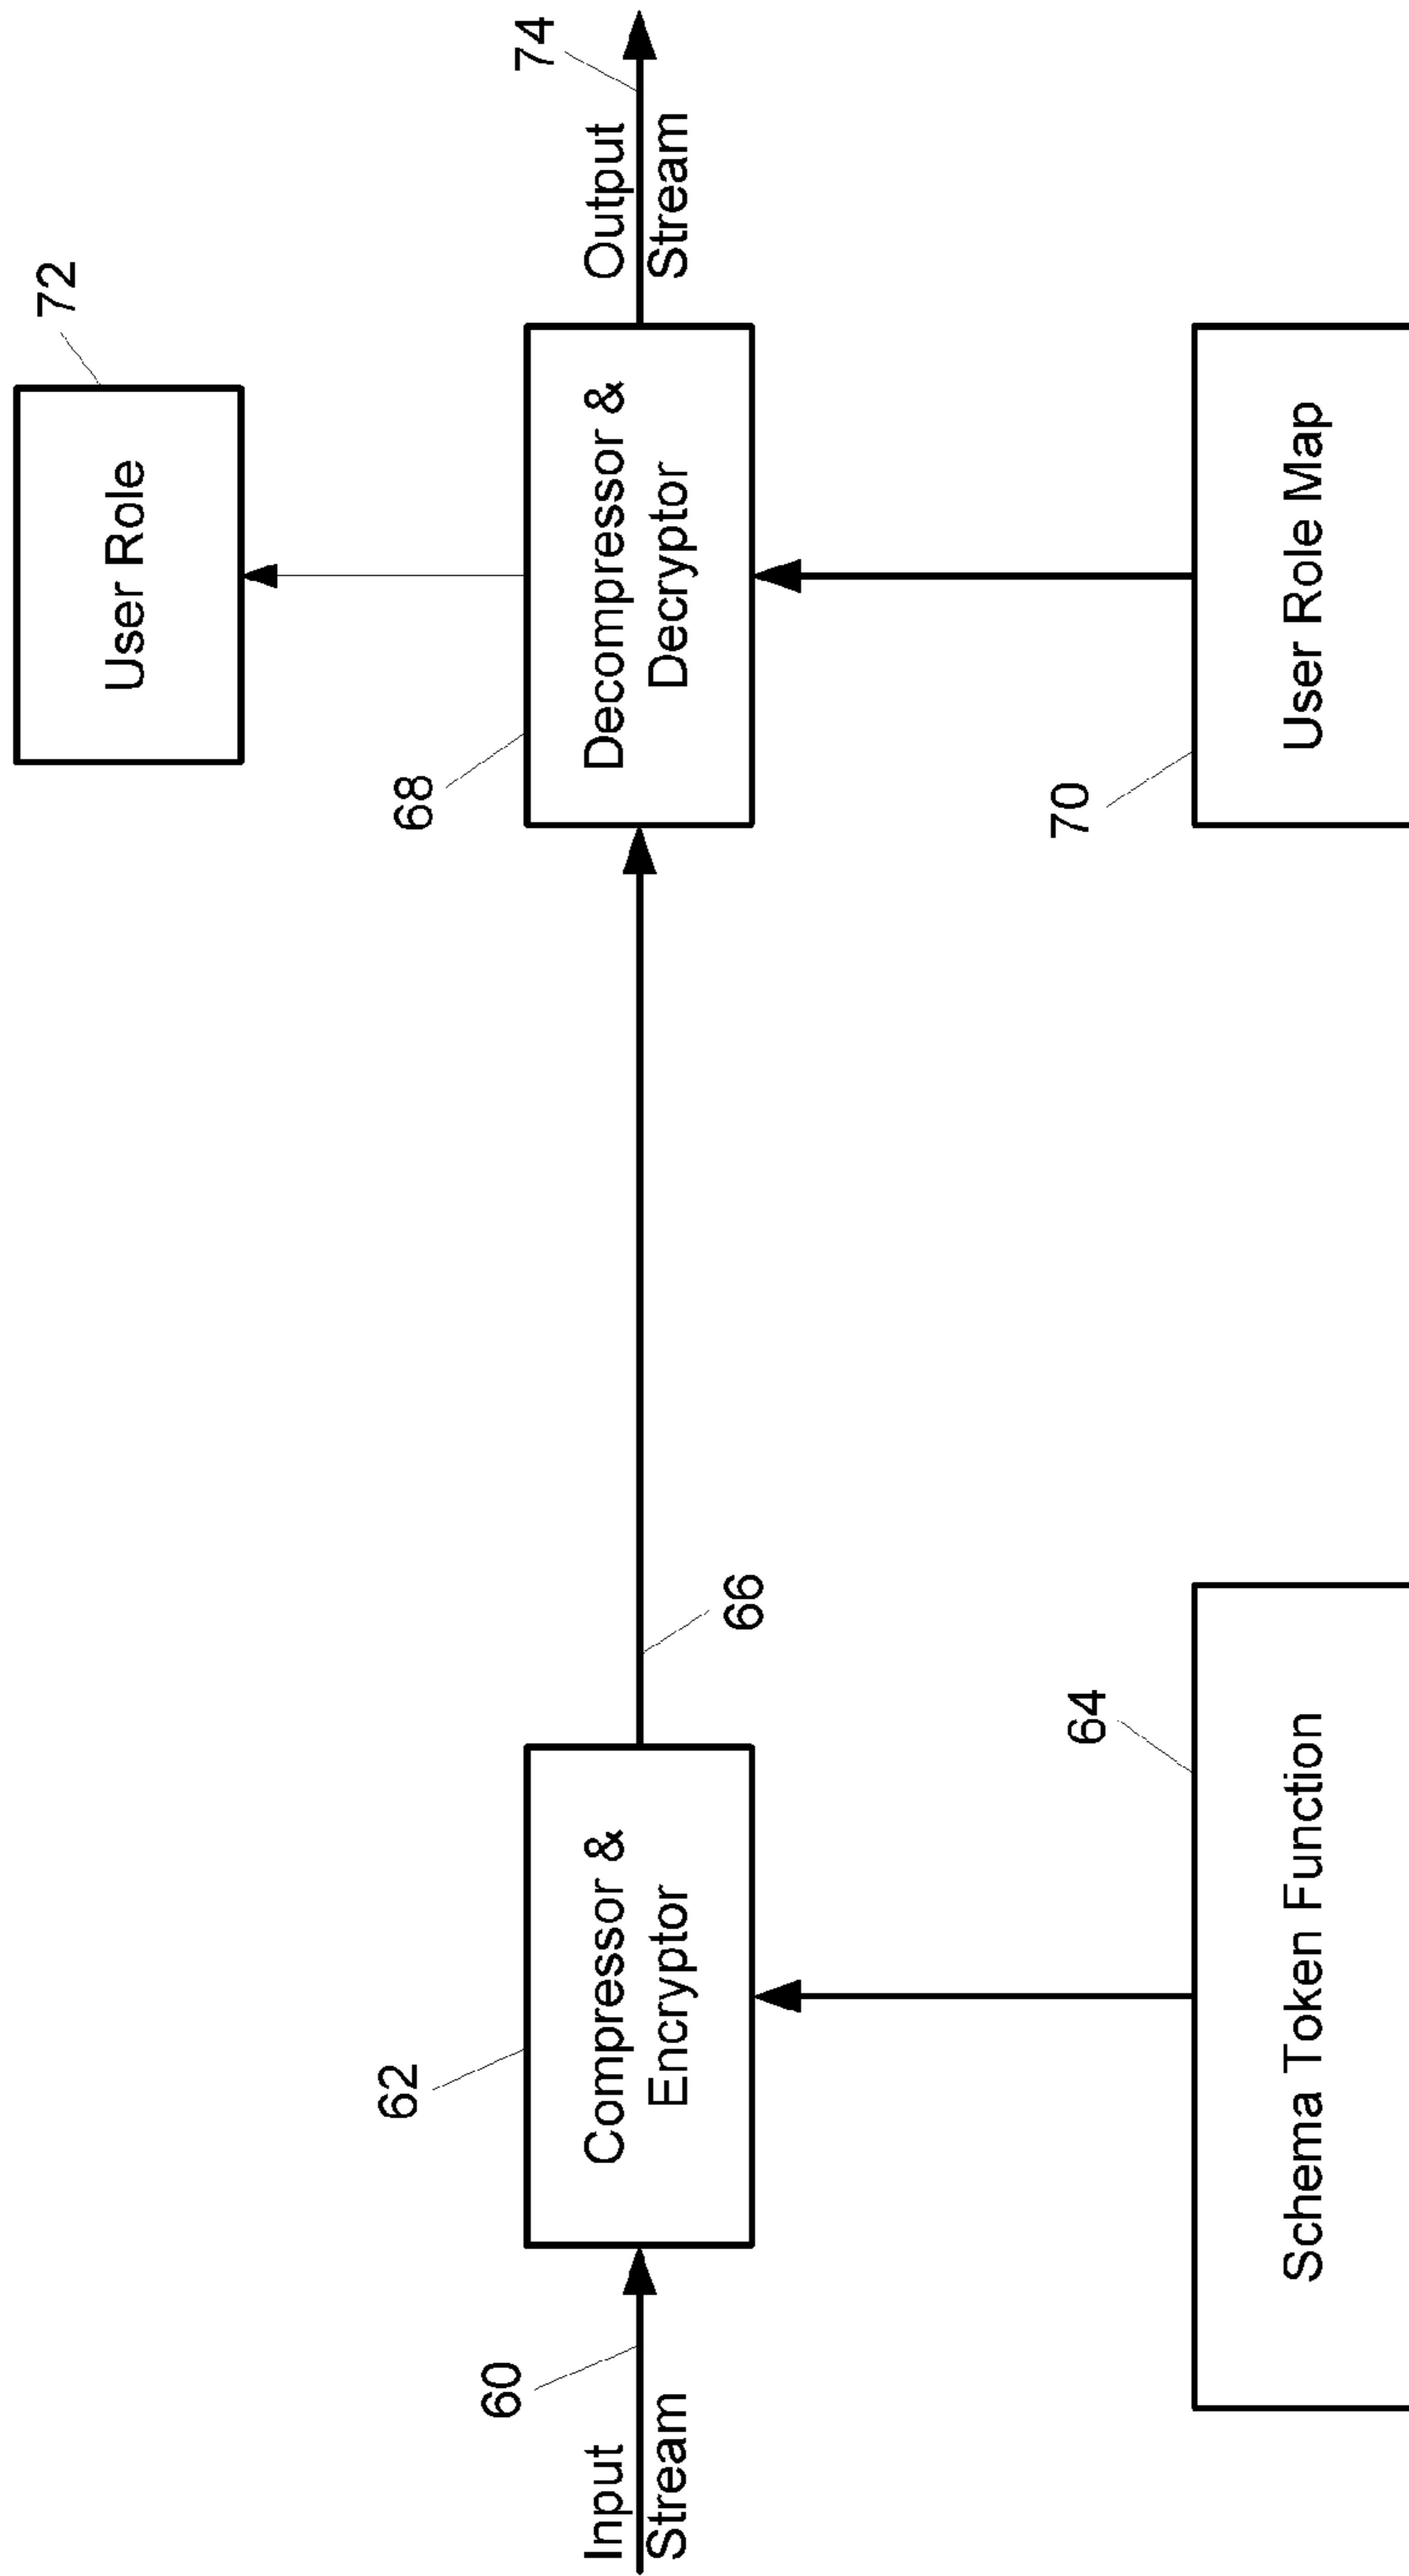 72
User Role
68
Decompressor &
Decryptor
Output
Stream
74
62
Compressor &
Encryptor
66
60
Input
Stream
64
Schema Token Function
70
User Role Map